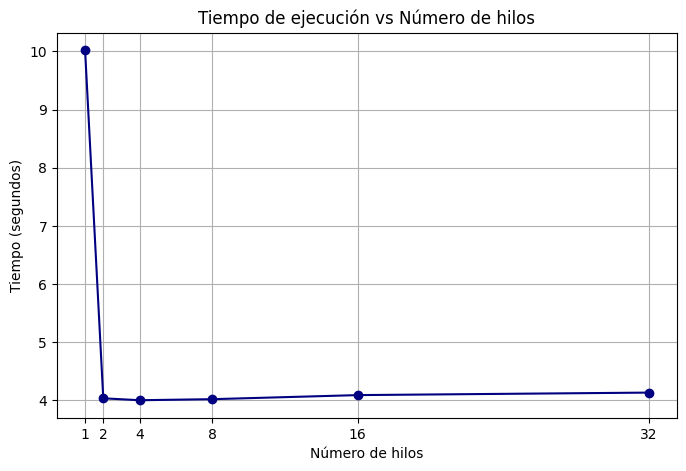 Tiempo de ejecución vs Número de hilos
Tiempo (segundos)
10
9
8
7
6
5
4
1 2 4 8 16 32
Número de hilos